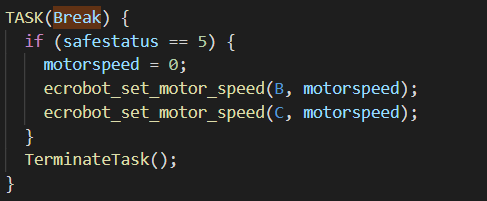 TASK(Break) {
if (safestatus == 5) {
motorspeed = 0;
ecrobot_set_motor_speed(B, motorspeed);
ecrobot_set_motor_speed(C, motorspeed);
}
TerminateTask();
}